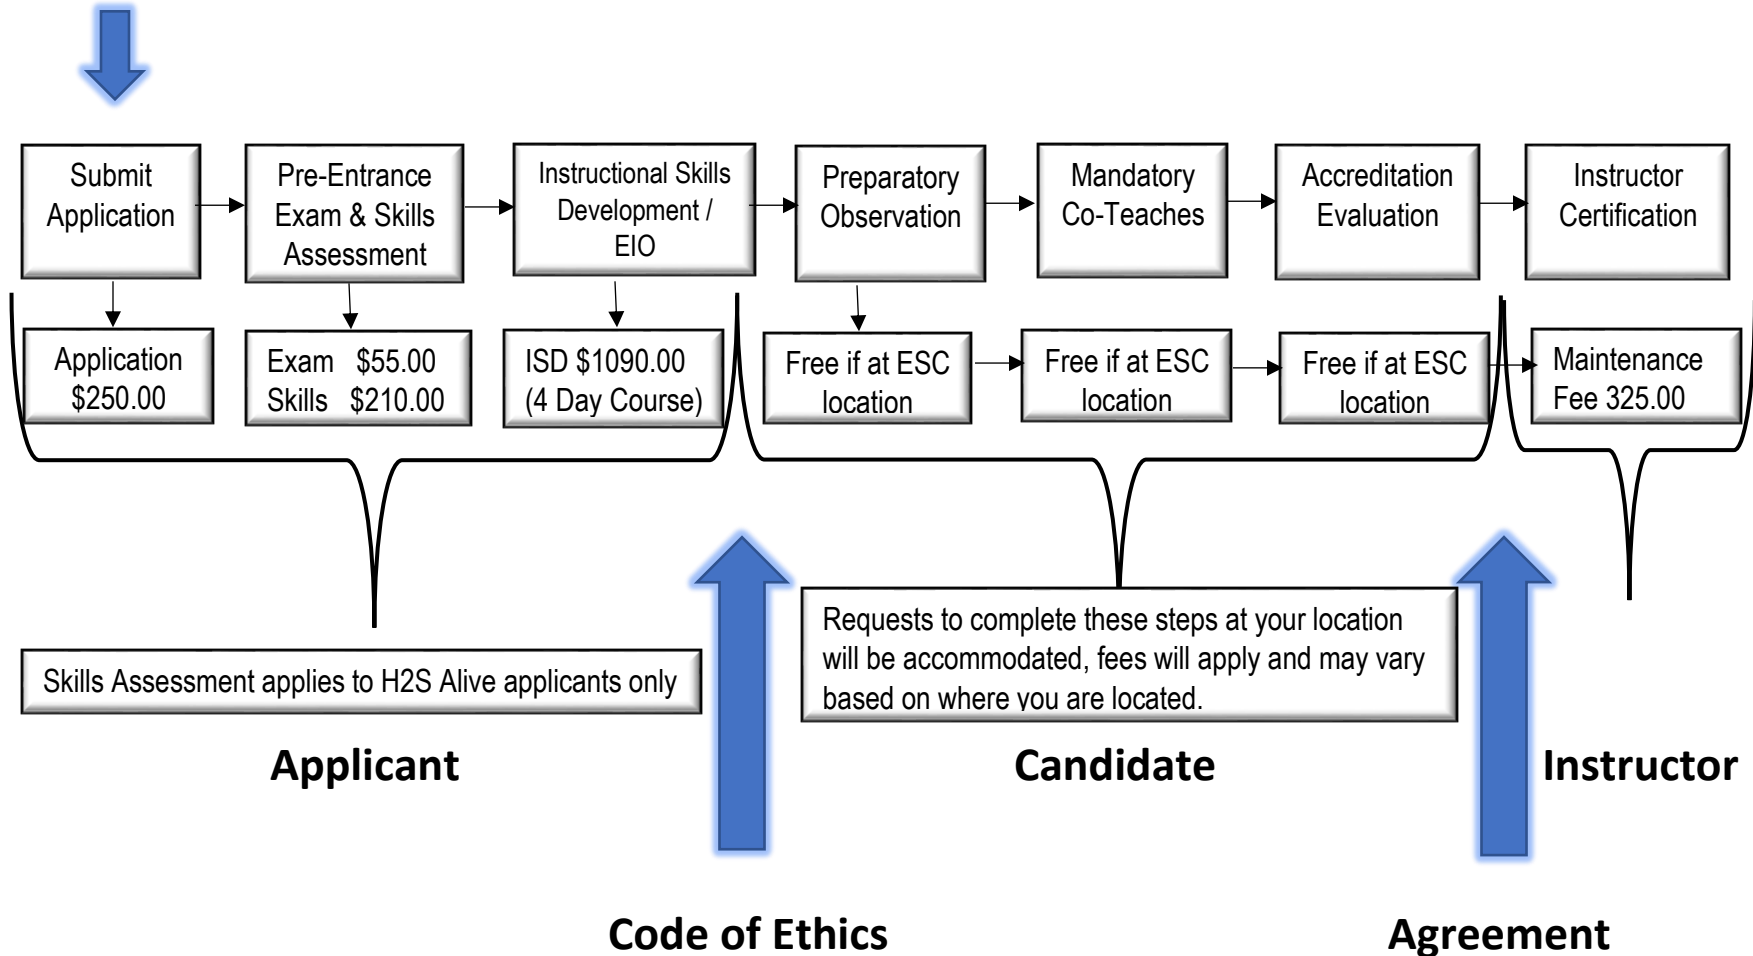 Submit
Application
Pre-Entrance
Exam & Skills
Assessment
Instructional Skills
Development /
EIO
Preparatory
Observation
Mandatory
Co-Teaches
Accreditation
Evaluation
Instructor
Certification
Application
$250.00
Exam $55.00
Skills $210.00
ISD $1090.00
(4 Day Course)
Free if at ESC
location
Free if at ESC
location
Free if at ESC
location
Maintenance
Fee 325.00
Skills Assessment applies to H2S Alive applicants only
Requests to complete these steps at your location
will be accommodated, fees will apply and may vary
based on where you are located.
Applicant
Candidate
Instructor
Code of Ethics
Agreement